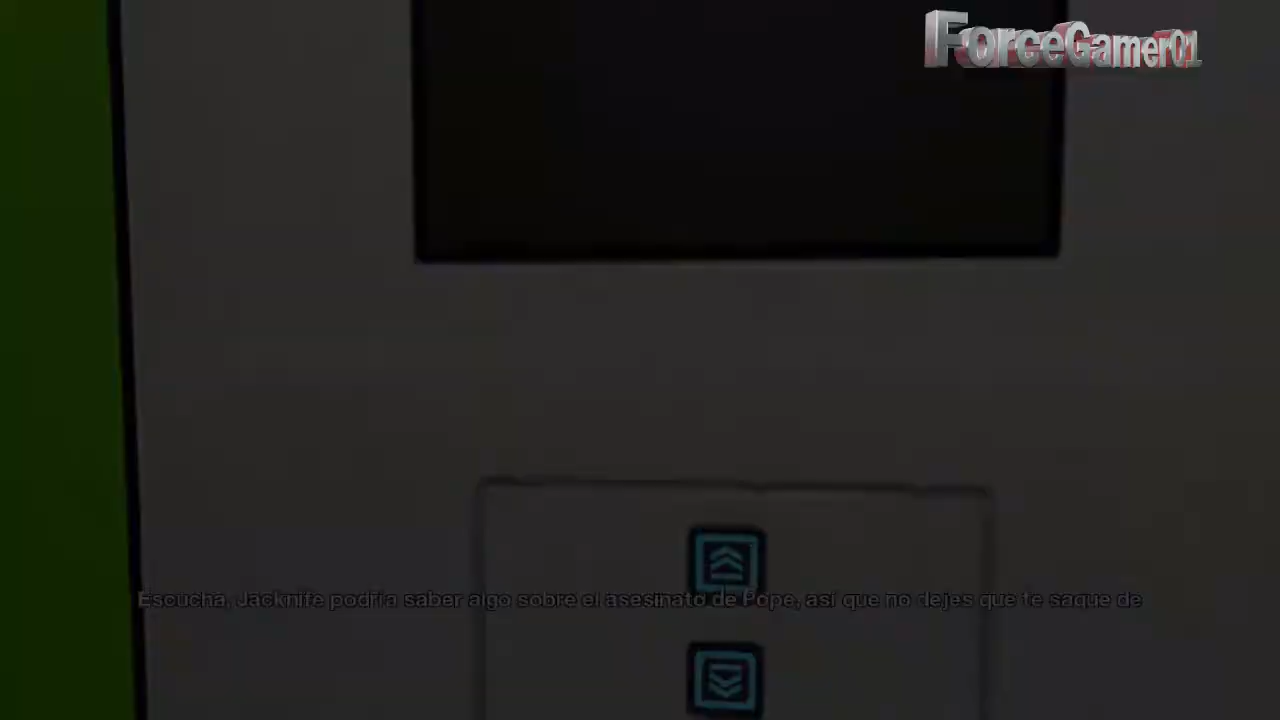 ForceGamer01
Escucha, Jacknife podría saber algo sobre el asesinato de Pope, así que no dejes que te saque de